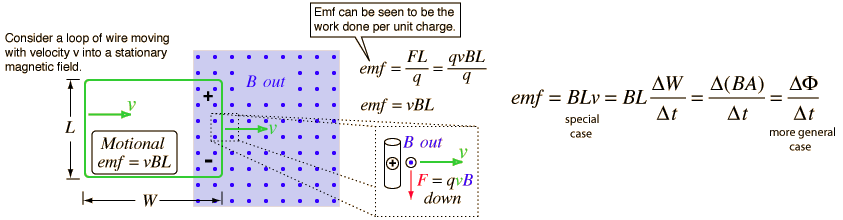 Consider a loop of wire moving
with velocity v into a stationary
magnetic field.
Emf can be seen to be the
work done per unit charge.
B out
emf = FL/q = qvBL/q
emf = vBL
+
v
L
v
Motional
emf = vBL
-
W
B out
+
v
F = qvB
down
emf = BLv = BL ΔW/Δt = Δ(BA)/Δt = ΔΦ/Δt
special
case
more general
case